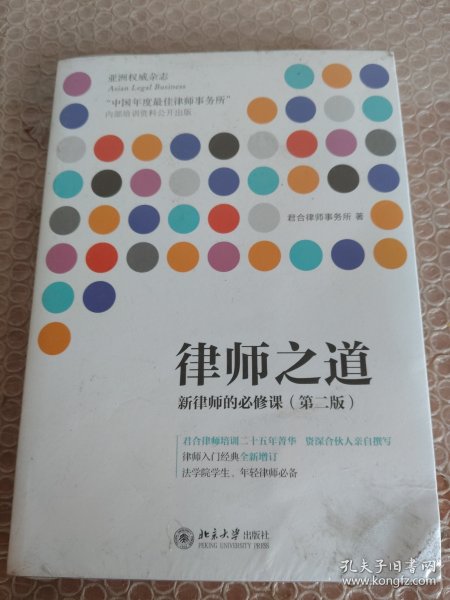 亚洲权威杂志
Asian Legal Business
“中国年度最佳律师事务所”
内部培训资料公开出版
君合律师事务所 著
律师之道
新律师的必修课（第二版）
君合律师培训二十五年菁华 资深合伙人亲自撰写
律师入门经典全新增订
法学院学生、年轻律师必备
北京大学出版社
PEKING UNIVERSITY PRESS
孔夫子旧书网
www.kongfz.com